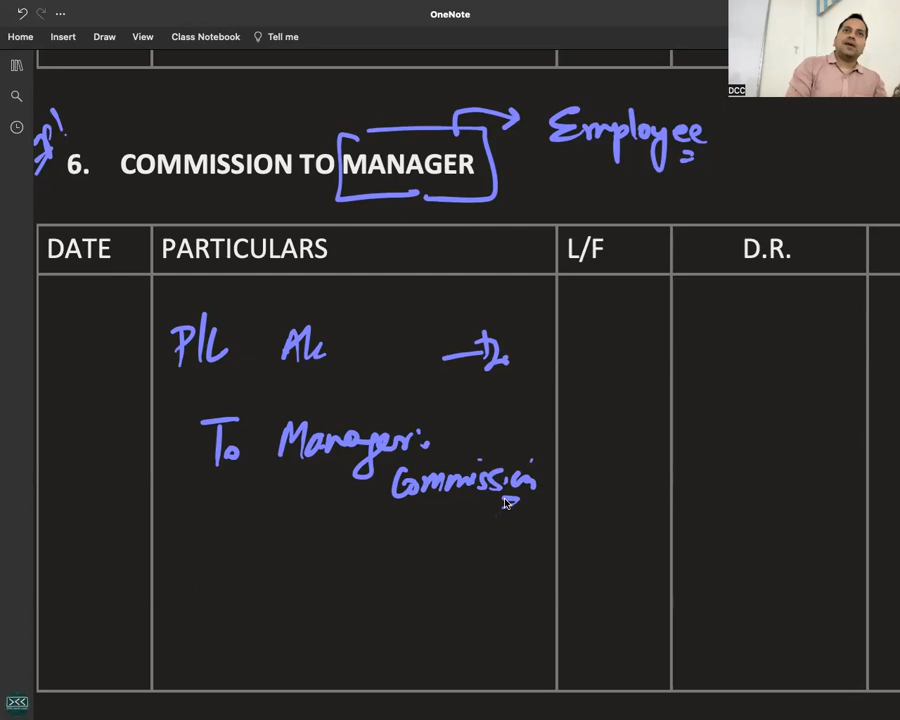 OneNote
Home Insert Draw View Class Notebook Tell me
DCC
Employee
6. COMMISSION TO MANAGER
DATE PARTICULARS L/F D.R.
P/L A/c Dr.
To Manager's
Commission
DCC